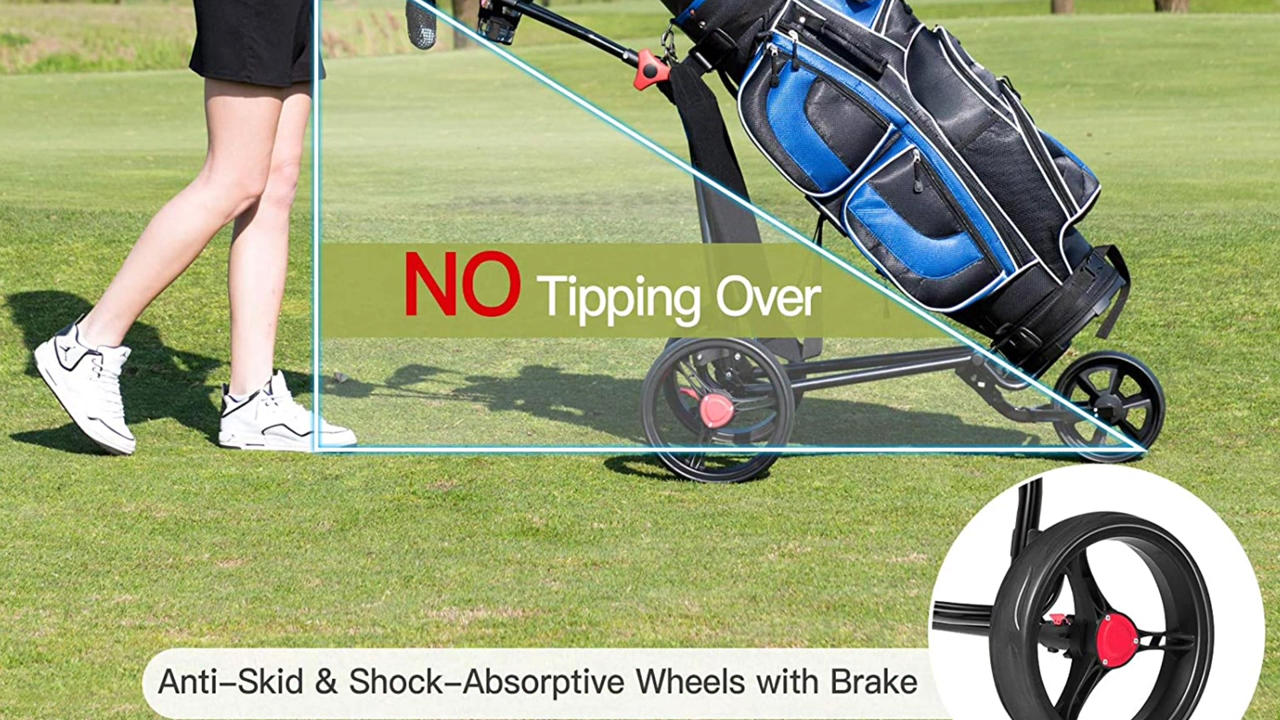 NO Tipping Over
Anti-Skid & Shock-Absorptive Wheels with Brake